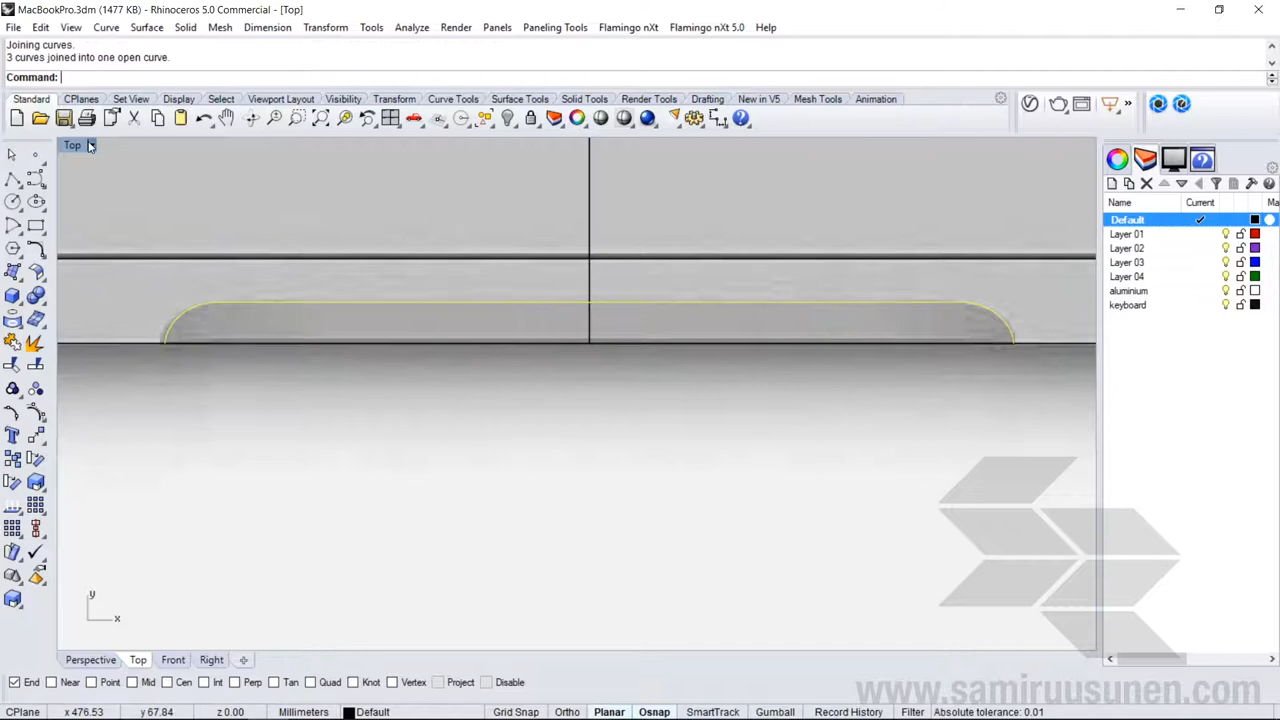 MacBookPro.3dm (1477 KB) - Rhinoceros 5.0 Commercial - [Top]
File Edit View Curve Surface Solid Mesh Dimension Transform Tools Analyze Render Panels Paneling Tools Flamingo nXt Flamingo nXt 5.0 Help
Joining curves.
3 curves joined into one open curve.
Command:
Standard CPlanes Set View Display Select Viewport Layout Visibility Transform Curve Tools Surface Tools Solid Tools Mesh Tools Render Tools Drafting New in V5 Mesh Tools Animation
Top
Name Current Ma
Default
Layer 01
Layer 02
Layer 03
Layer 04
aluminium
keyboard
y
x
Perspective Top Front Right
End Near Point Mid Cen Int Perp Tan Quad Knot Vertex Project Disable
www.samiruusunen.com
CPlane x 476.53 y 67.84 z 0.00 Millimeters Default Grid Snap Ortho Planar Osnap SmartTrack Gumball Record History Filter Absolute tolerance: 0.01